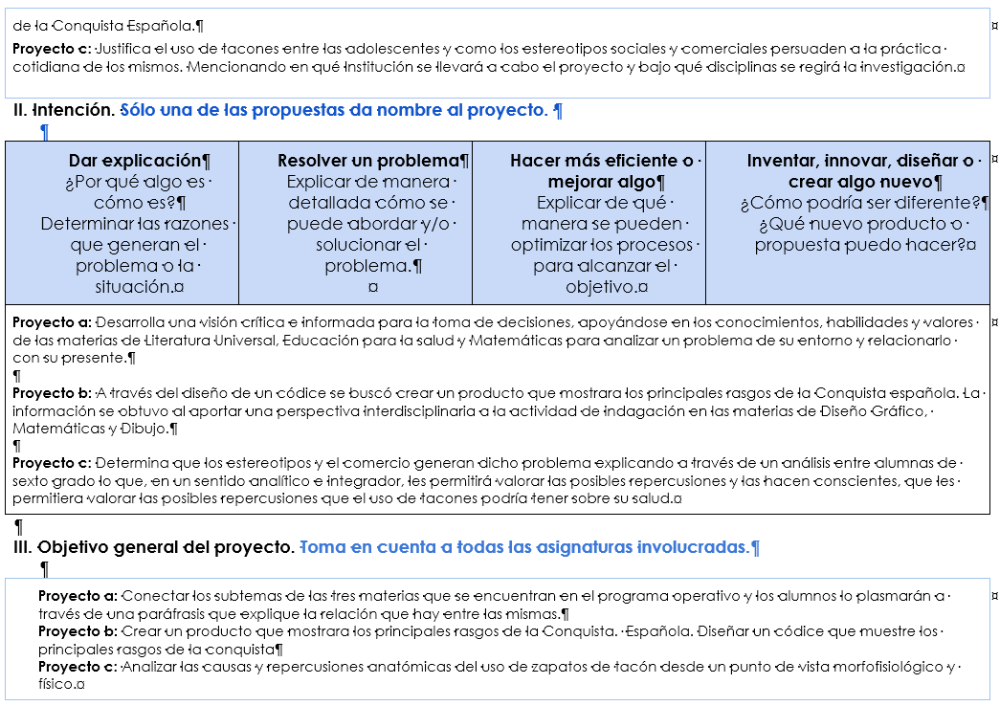 de la Conquista Española.¶
Proyecto c: Justifica el uso de tacones entre las adolescentes y como los estereotipos sociales y comerciales persuaden a la práctica
cotidiana de los mismos. Mencionando en qué Institución se llevará a cabo el proyecto y bajo qué disciplinas se regirá la investigación.¤
¤
II. Intención. Sólo una de las propuestas da nombre al proyecto. ¶
¶
Dar explicación¶
¿Por qué algo es
cómo es?¶
Determinar las razones
que generan el
problema o la
situación.¤
Resolver un problema¶
Explicar de manera
detallada cómo se
puede abordar y/o
solucionar el
problema.¶
¤
Hacer más eficiente o
mejorar algo¶
Explicar de qué
manera se pueden
optimizar los procesos
para alcanzar el
objetivo.¤
Inventar, innovar, diseñar o
crear algo nuevo¶
¿Cómo podría ser diferente?¶
¿Qué nuevo producto o
propuesta puedo hacer?¤
¤
Proyecto a: Desarrolla una visión crítica e informada para la toma de decisiones, apoyándose en los conocimientos, habilidades y valores
de las materias de Literatura Universal, Educación para la salud y Matemáticas para analizar un problema de su entorno y relacionarlo
con su presente.¶
¶
Proyecto b: A través del diseño de un códice se buscó crear un producto que mostrara los principales rasgos de la Conquista española. La
información se obtuvo al aportar una perspectiva interdisciplinaria a la actividad de indagación en las materias de Diseño Gráfico,
Matemáticas y Dibujo.¶
¶
Proyecto c: Determina que los estereotipos y el comercio generan dicho problema explicando a través de un análisis entre alumnas de
sexto grado lo que, en un sentido analítico e integrador, les permitirá valorar las posibles repercusiones y las hacen conscientes, que les
permitiera valorar las posibles repercusiones que el uso de tacones podría tener sobre su salud.¤
¤
¶
III. Objetivo general del proyecto. Toma en cuenta a todas las asignaturas involucradas.¶
¶
Proyecto a: Conectar los subtemas de las tres materias que se encuentran en el programa operativo y los alumnos lo plasmarán a
través de una paráfrasis que explique la relación que hay entre las mismas.¶
Proyecto b: Crear un producto que mostrara los principales rasgos de la Conquista. Española. Diseñar un códice que muestre los
principales rasgos de la conquista¶
Proyecto c: Analizar las causas y repercusiones anatómicas del uso de zapatos de tacón desde un punto de vista morfofisiológico y
físico.¤
¤